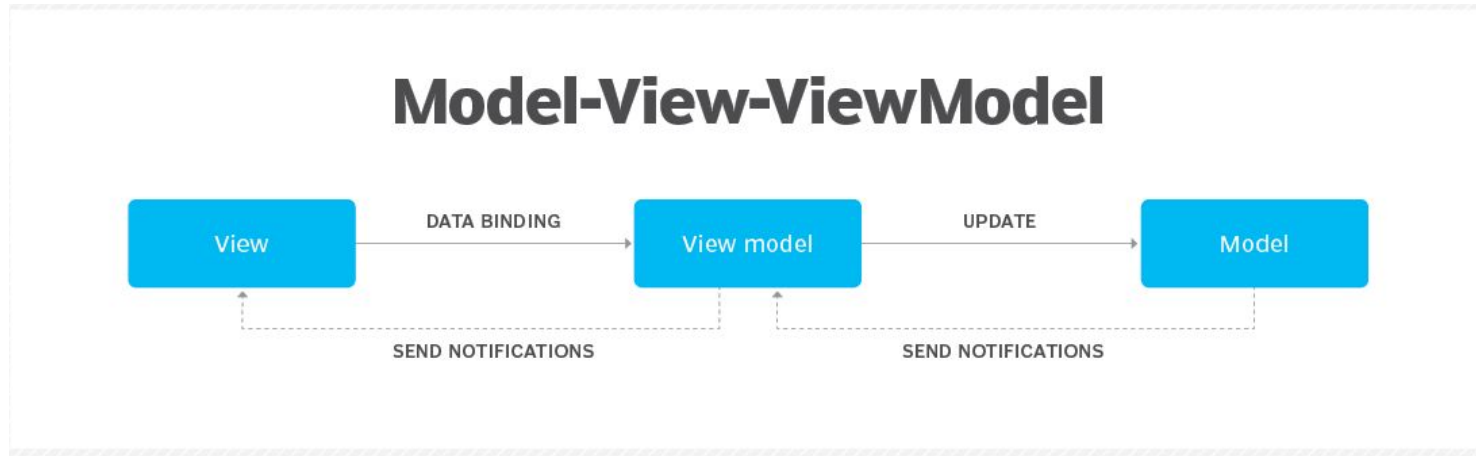 Model-View-ViewModel
View
DATA BINDING
View model
UPDATE
Model
SEND NOTIFICATIONS
SEND NOTIFICATIONS